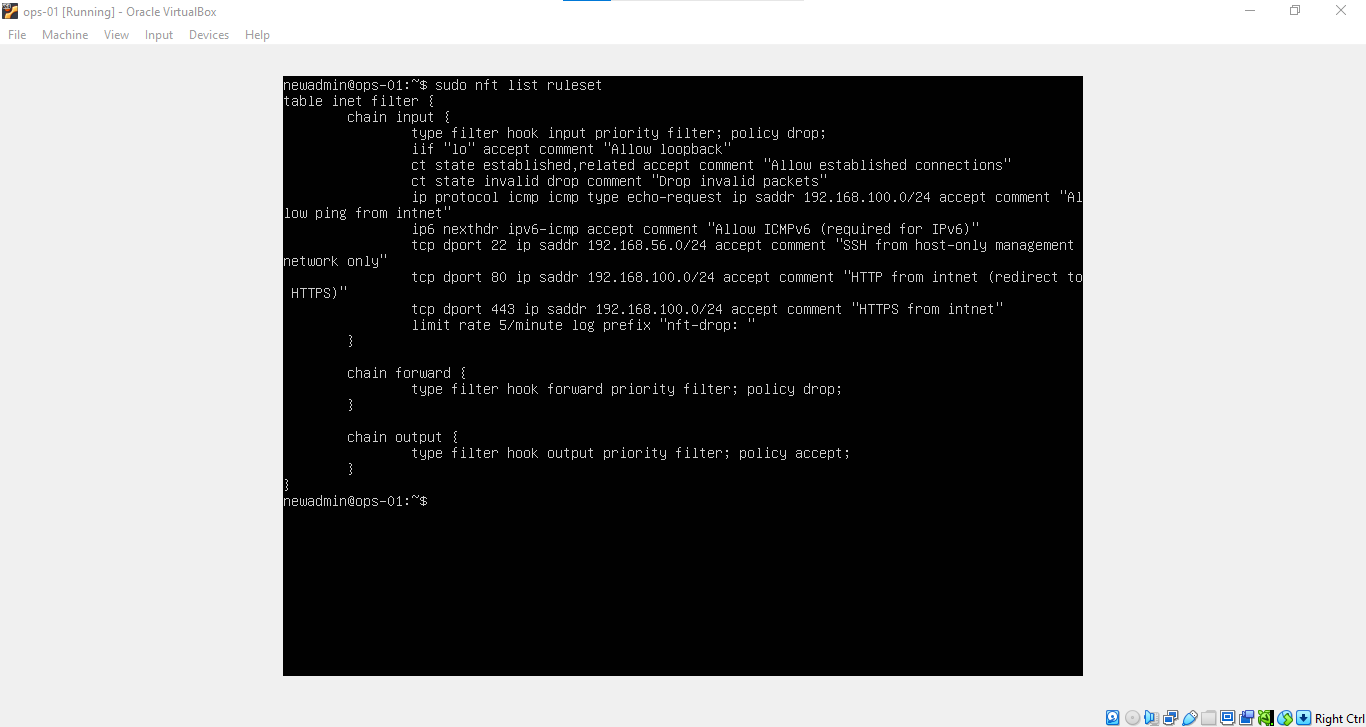 ops-01 [Running] - Oracle VirtualBox
File Machine View Input Devices Help
newadmin@ops-01:~$ sudo nft list ruleset
table inet filter {
        chain input {
                type filter hook input priority filter; policy drop;
                iif "lo" accept comment "Allow loopback"
                ct state established,related accept comment "Allow established connections"
                ct state invalid drop comment "Drop invalid packets"
                ip protocol icmp icmp type echo-request ip saddr 192.168.100.0/24 accept comment "Al
low ping from intnet"
                ip6 nexthdr ipv6-icmp accept comment "Allow ICMPv6 (required for IPv6)"
                tcp dport 22 ip saddr 192.168.56.0/24 accept comment "SSH from host-only management
network only"
                tcp dport 80 ip saddr 192.168.100.0/24 accept comment "HTTP from intnet (redirect to
 HTTPS)"
                tcp dport 443 ip saddr 192.168.100.0/24 accept comment "HTTPS from intnet"
                limit rate 5/minute log prefix "nft-drop: "
        }

        chain forward {
                type filter hook forward priority filter; policy drop;
        }

        chain output {
                type filter hook output priority filter; policy accept;
        }
}
newadmin@ops-01:~$
Right Ctrl